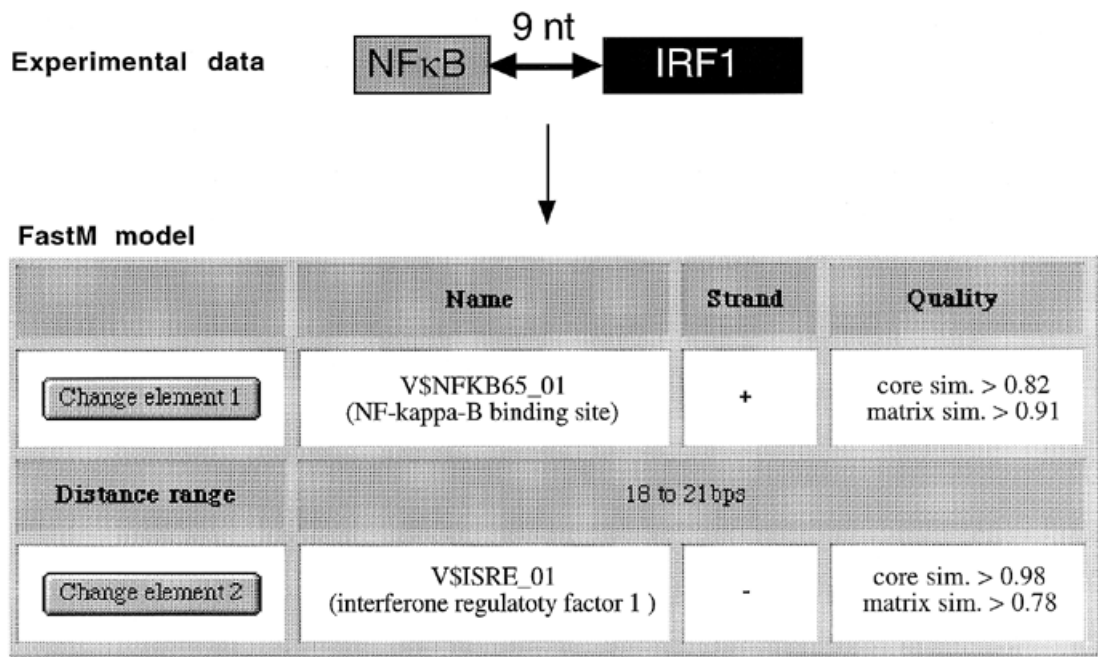 9 nt
Experimental data NFκB IRF1
FastM model
Name Strand Quality
Change element 1 V$NFKB65_01 + core sim. > 0.82
(NF-kappa-B binding site) matrix sim. > 0.91
Distance range 18 to 21bps
Change element 2 V$ISRE_01 - core sim. > 0.98
(interferone regulatoty factor 1 ) matrix sim. > 0.78